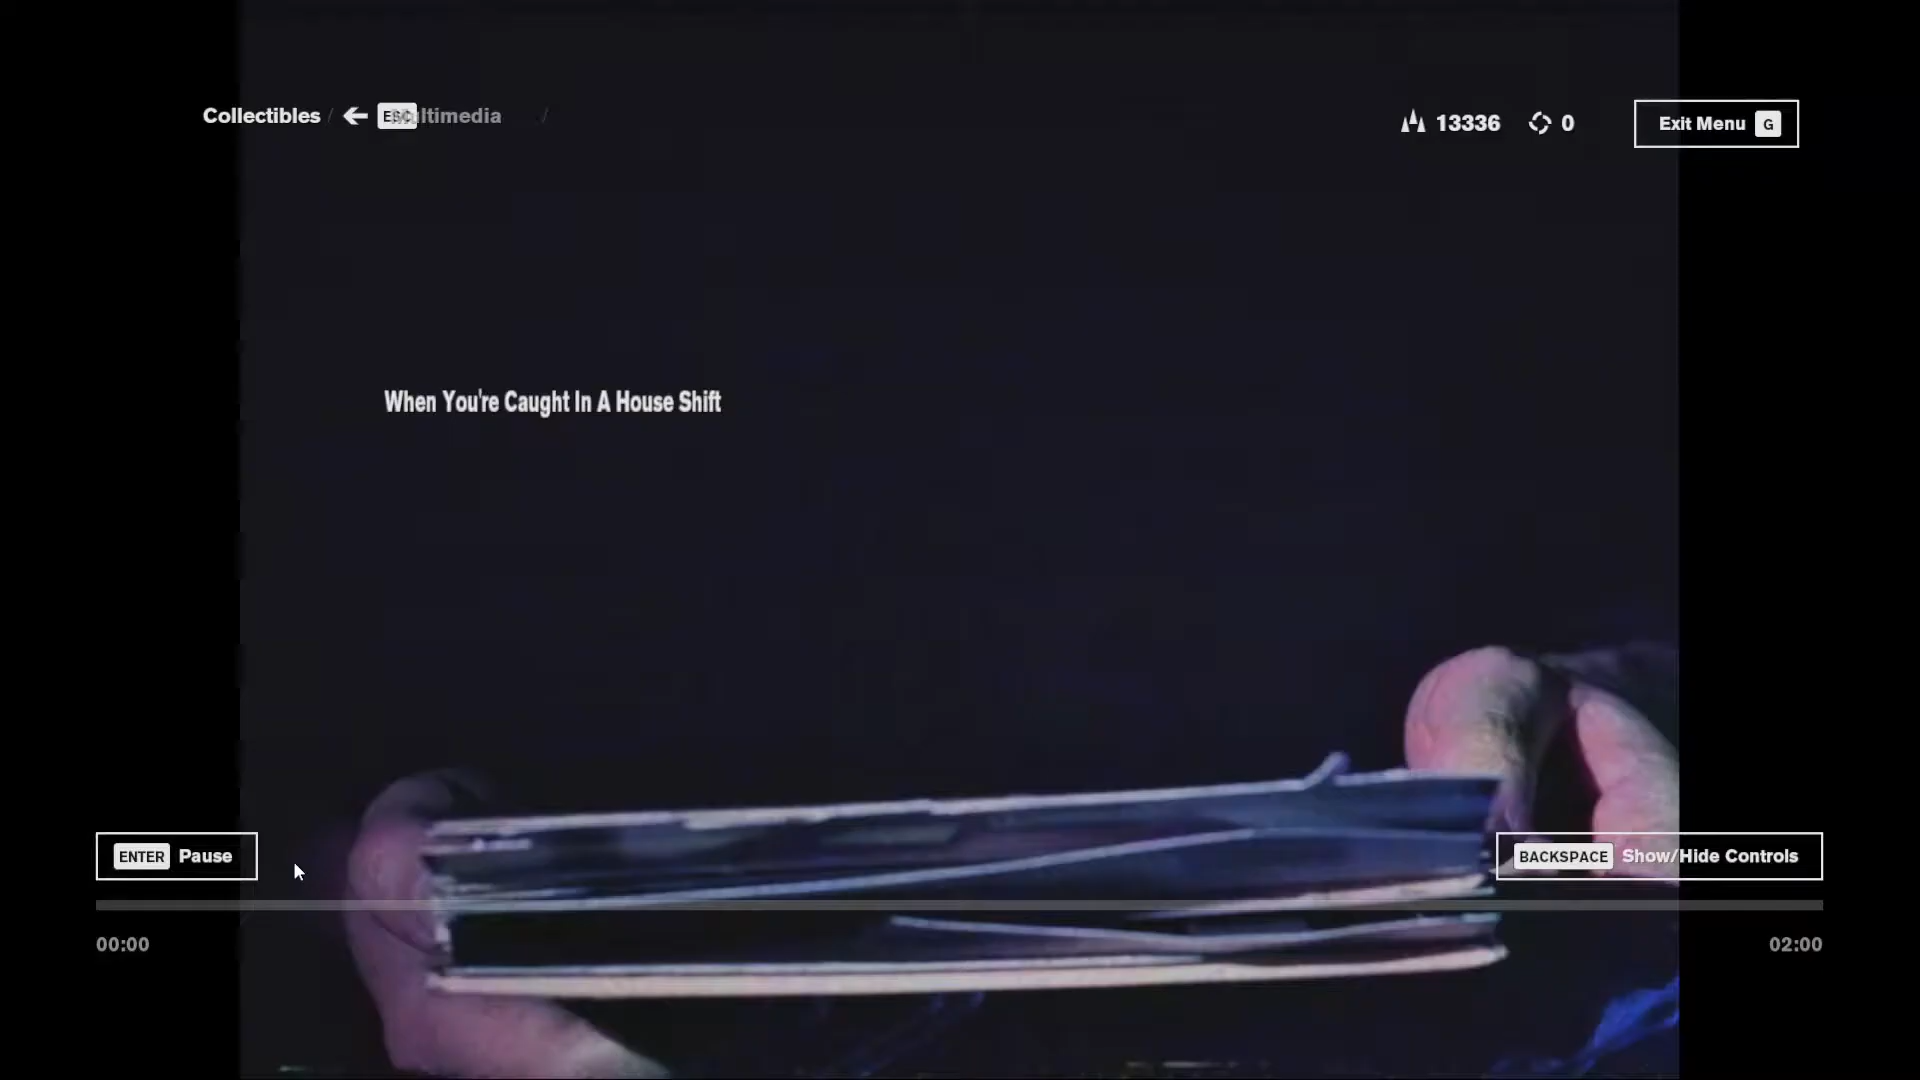 Collectibles / ESC Multimedia /
13336 0 Exit Menu G
When You're Caught In A House Shift
ENTER Pause
BACKSPACE Show/Hide Controls
00:00
02:00